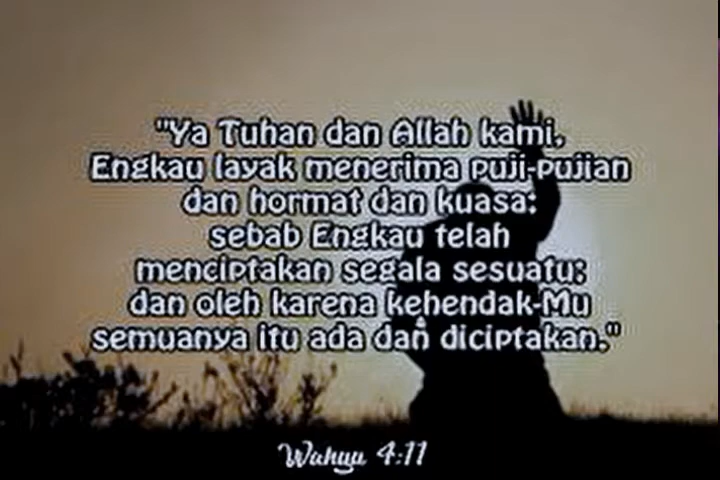 "Ya Tuhan dan Allah kami,
Engkau layak menerima puji-pujian
dan hormat dan kuasa;
sebab Engkau telah
menciptakan segala sesuatu;
dan oleh karena kehendak-Mu
semuanya itu ada dan diciptakan."
Wahyu 4:11